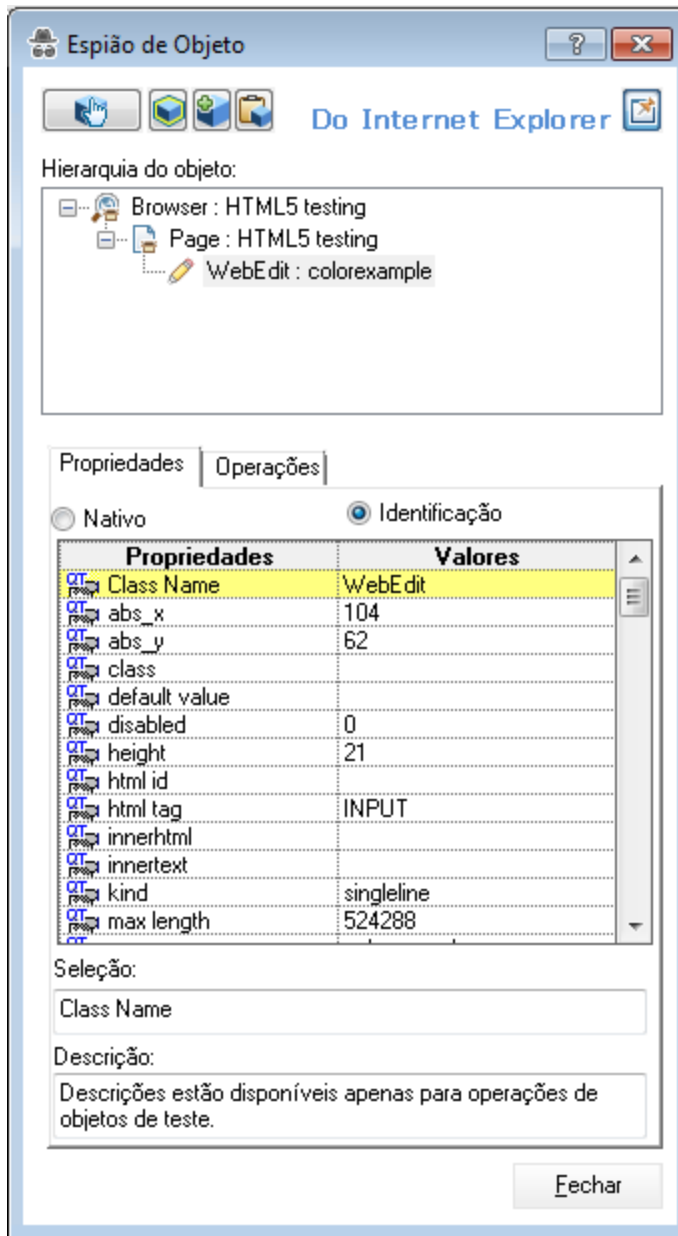 Espião de Objeto
Do Internet Explorer
Hierarquia do objeto:
Browser : HTML5 testing
Page : HTML5 testing
WebEdit : colorexample
Propriedades Operações
Nativo Identificação
Propriedades Valores
Class Name WebEdit
abs_x 104
abs_y 62
class
default value
disabled 0
height 21
html id
html tag INPUT
innerhtml
innertext
kind singleline
max length 524288
Seleção:
Class Name
Descrição:
Descrições estão disponíveis apenas para operações de
objetos de teste.
Fechar